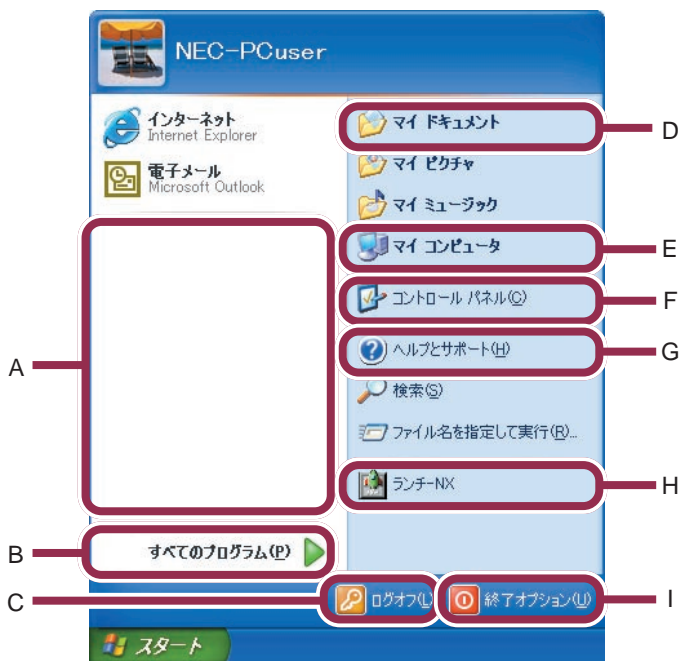 NEC-PCuser
インターネット
Internet Explorer
電子メール
Microsoft Outlook
マイ ドキュメント
マイ ピクチャ
マイ ミュージック
マイ コンピュータ
コントロール パネル(C)
ヘルプとサポート(H)
検索(S)
ファイル名を指定して実行(R)...
ランチ-NX
すべてのプログラム(P)
ログオフ(L)
終了オプション(U)
スタート
A
B
C
D
E
F
G
H
I